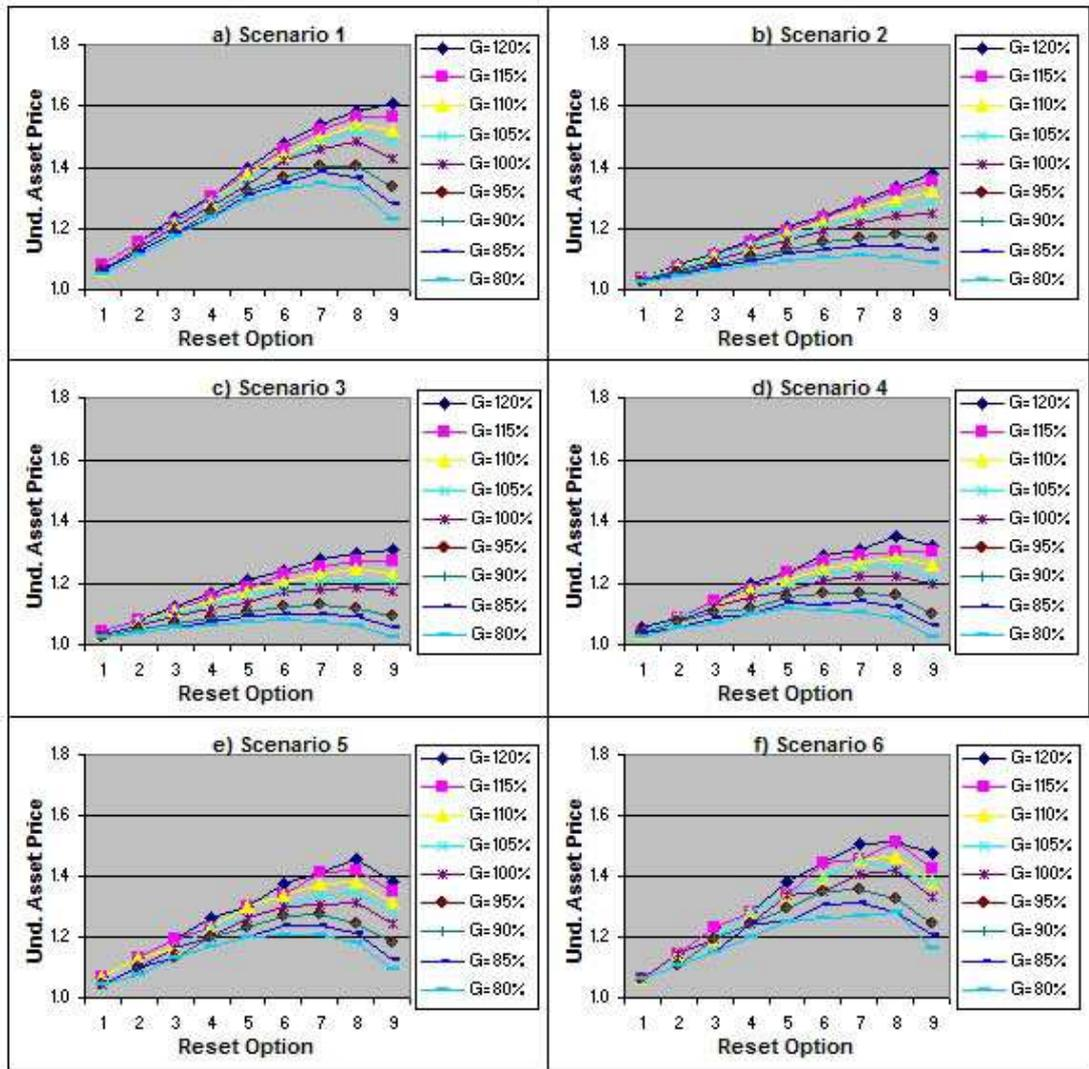 a) Scenario 1
Und. Asset Price
1.8
1.6
1.4
1.2
1.0
1 2 3 4 5 6 7 8 9
Reset Option
G=120%
G=115%
G=110%
G=105%
G=100%
G=95%
G=90%
G=85%
G=80%
b) Scenario 2
Und. Asset Price
1.8
1.6
1.4
1.2
1.0
1 2 3 4 5 6 7 8 9
Reset Option
G=120%
G=115%
G=110%
G=105%
G=100%
G=95%
G=90%
G=85%
G=80%
c) Scenario 3
Und. Asset Price
1.8
1.6
1.4
1.2
1.0
1 2 3 4 5 6 7 8 9
Reset Option
G=120%
G=115%
G=110%
G=105%
G=100%
G=95%
G=90%
G=85%
G=80%
d) Scenario 4
Und. Asset Price
1.8
1.6
1.4
1.2
1.0
1 2 3 4 5 6 7 8 9
Reset Option
G=120%
G=115%
G=110%
G=105%
G=100%
G=95%
G=90%
G=85%
G=80%
e) Scenario 5
Und. Asset Price
1.8
1.6
1.4
1.2
1.0
1 2 3 4 5 6 7 8 9
Reset Option
G=120%
G=115%
G=110%
G=105%
G=100%
G=95%
G=90%
G=85%
G=80%
f) Scenario 6
Und. Asset Price
1.8
1.6
1.4
1.2
1.0
1 2 3 4 5 6 7 8 9
Reset Option
G=120%
G=115%
G=110%
G=105%
G=100%
G=95%
G=90%
G=85%
G=80%